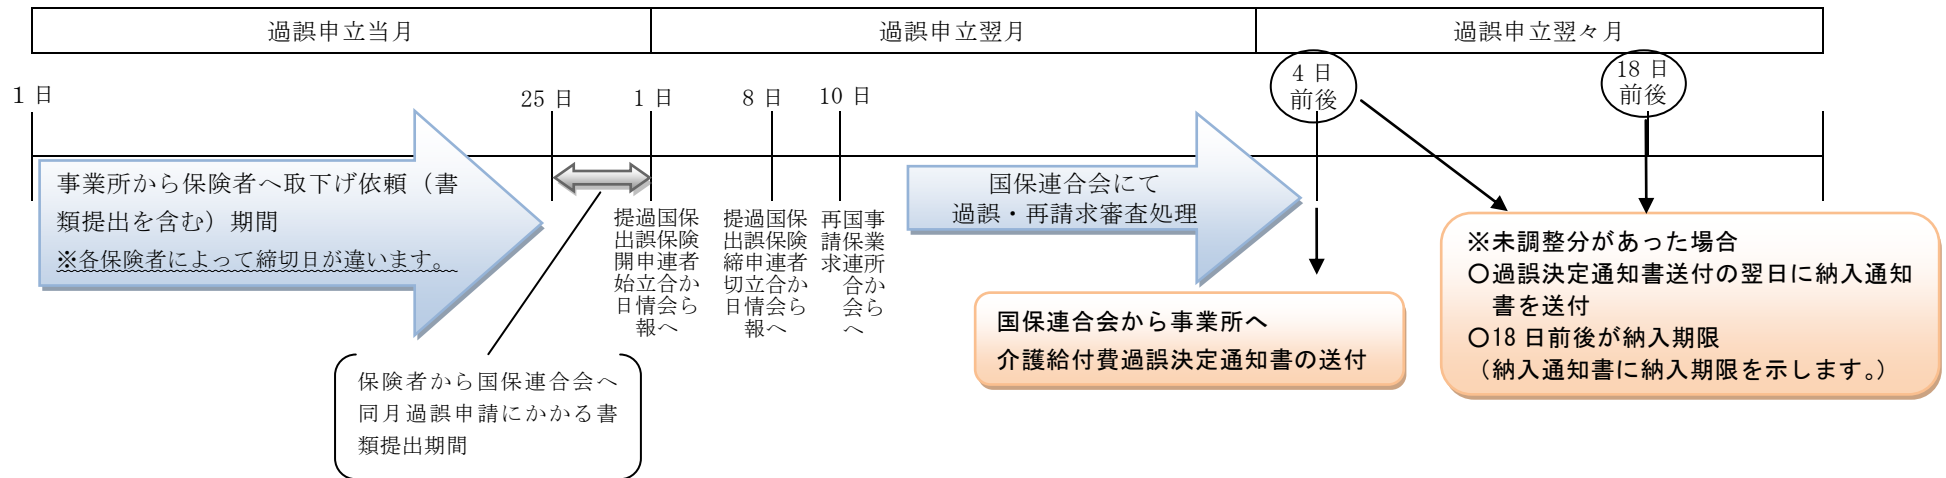 過誤申立当月
過誤申立翌月
過誤申立翌々月
1 日
25 日
1 日
8 日
10 日
4 日
前後
18 日
前後
事業所から保険者へ取下げ依頼（書
類提出を含む）期間
※各保険者によって締切日が違います。
保険者から
国保連合会へ
過誤申立情報
提出開始日
保険者から
国保連合会へ
過誤申立情報
提出締切日
事業所から
国保連合会へ
再請求
国保連合会にて
過誤・再請求審査処理
保険者から国保連合会へ
同月過誤申請にかかる書
類提出期間
国保連合会から事業所へ
介護給付費過誤決定通知書の送付
※未調整分があった場合
〇過誤決定通知書送付の翌日に納入通知
書を送付
〇18 日前後が納入期限
（納入通知書に納入期限を示します。）